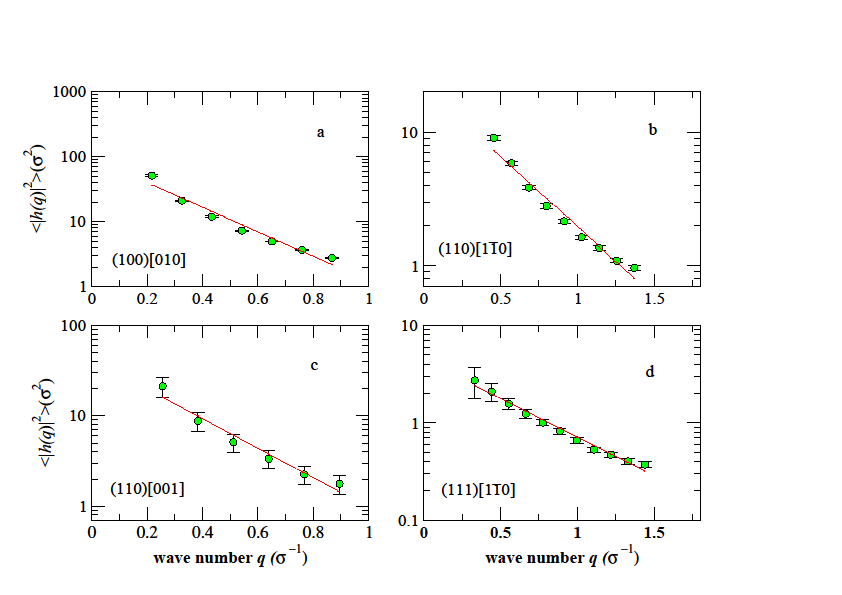 1000
100
10
1
<|h(q)|²>(σ²)
a
(100)[010]
0 0.2 0.4 0.6 0.8 1
10
1
b
(110)[11̅0]
0 0.5 1 1.5
100
10
1
<|h(q)|²>(σ²)
c
(110)[001]
0 0.2 0.4 0.6 0.8 1
wave number q (σ⁻¹)
10
1
0.1
d
(111)[11̅0]
0 0.5 1 1.5
wave number q (σ⁻¹)